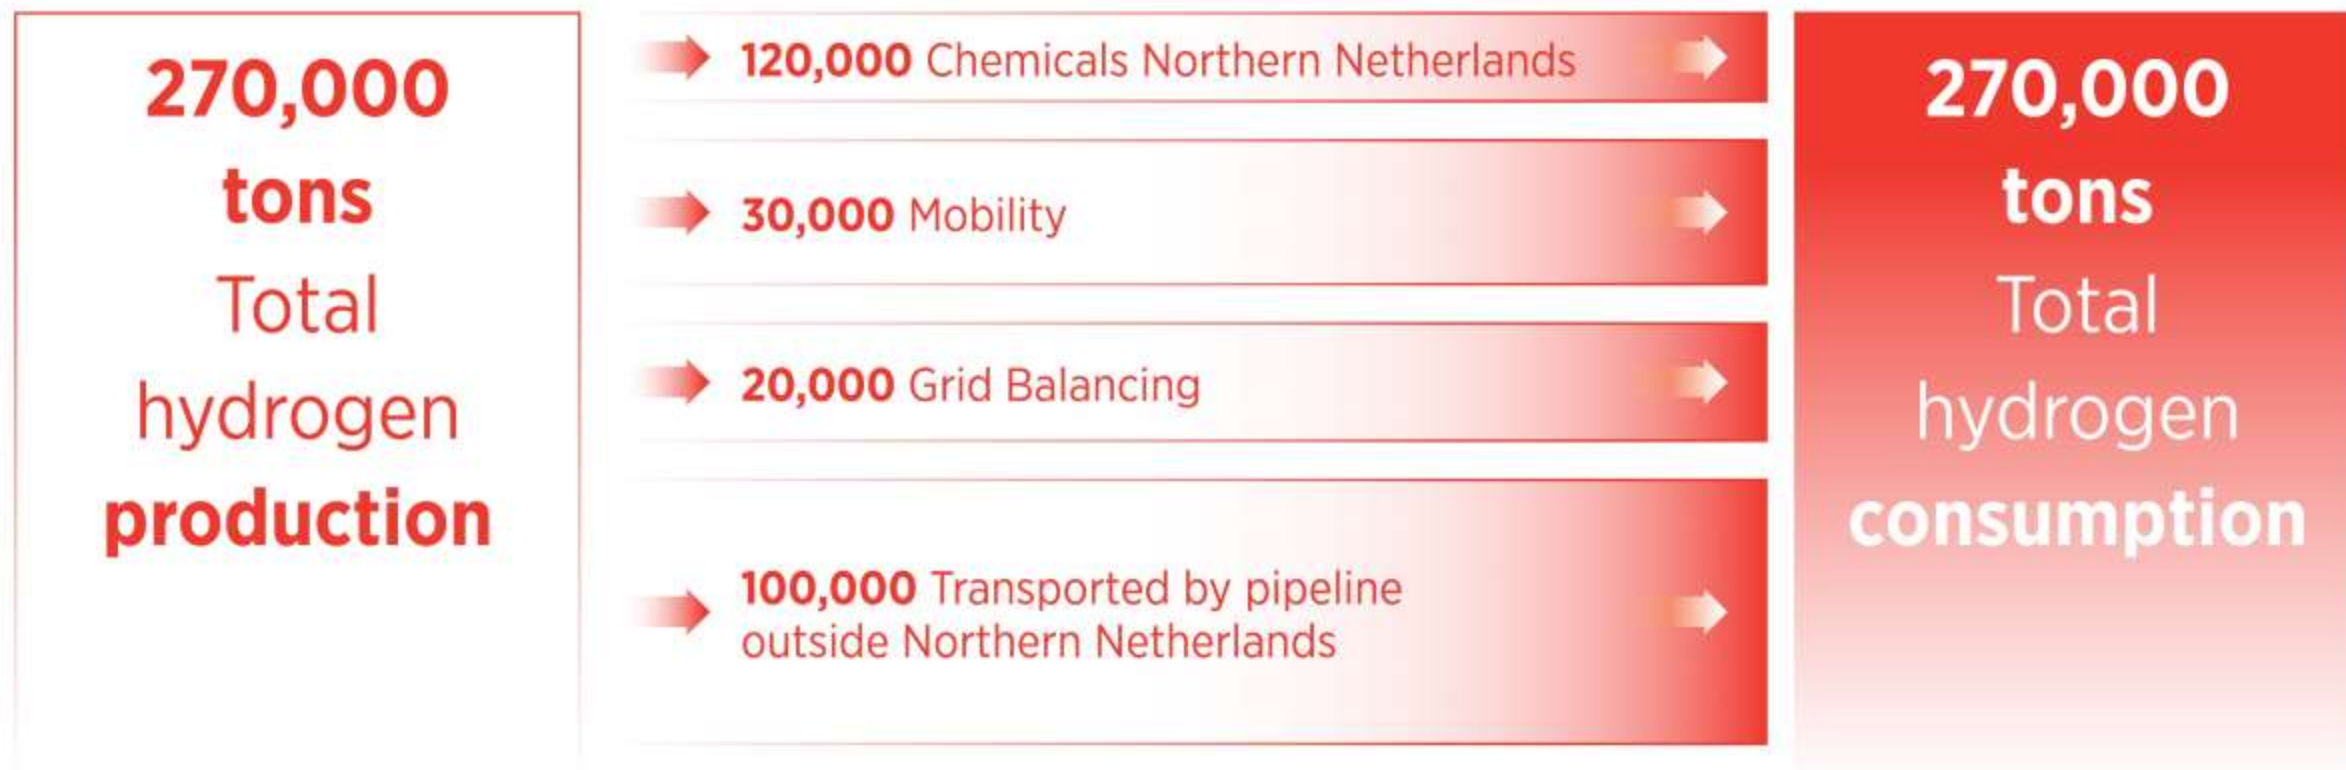 270,000
tons
Total
hydrogen
production
120,000 Chemicals Northern Netherlands
30,000 Mobility
20,000 Grid Balancing
100,000 Transported by pipeline
outside Northern Netherlands
270,000
tons
Total
hydrogen
consumption